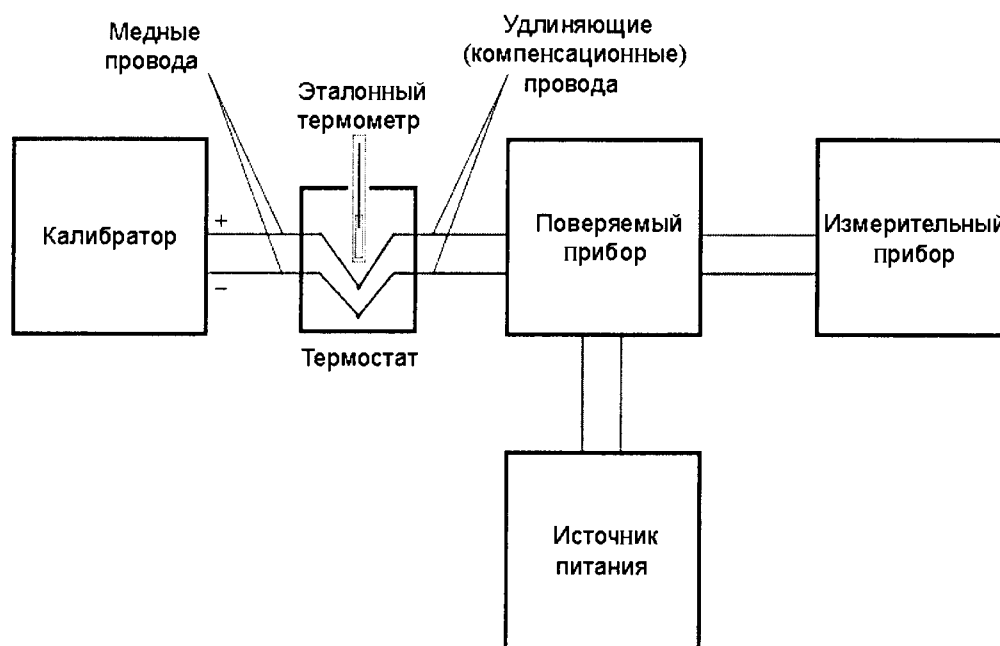 Медные
провода
Удлиняющие
(компенсационные)
провода
Эталонный
термометр
Калибратор
+
−
Термостат
Поверяемый
прибор
Измерительный
прибор
Источник
питания